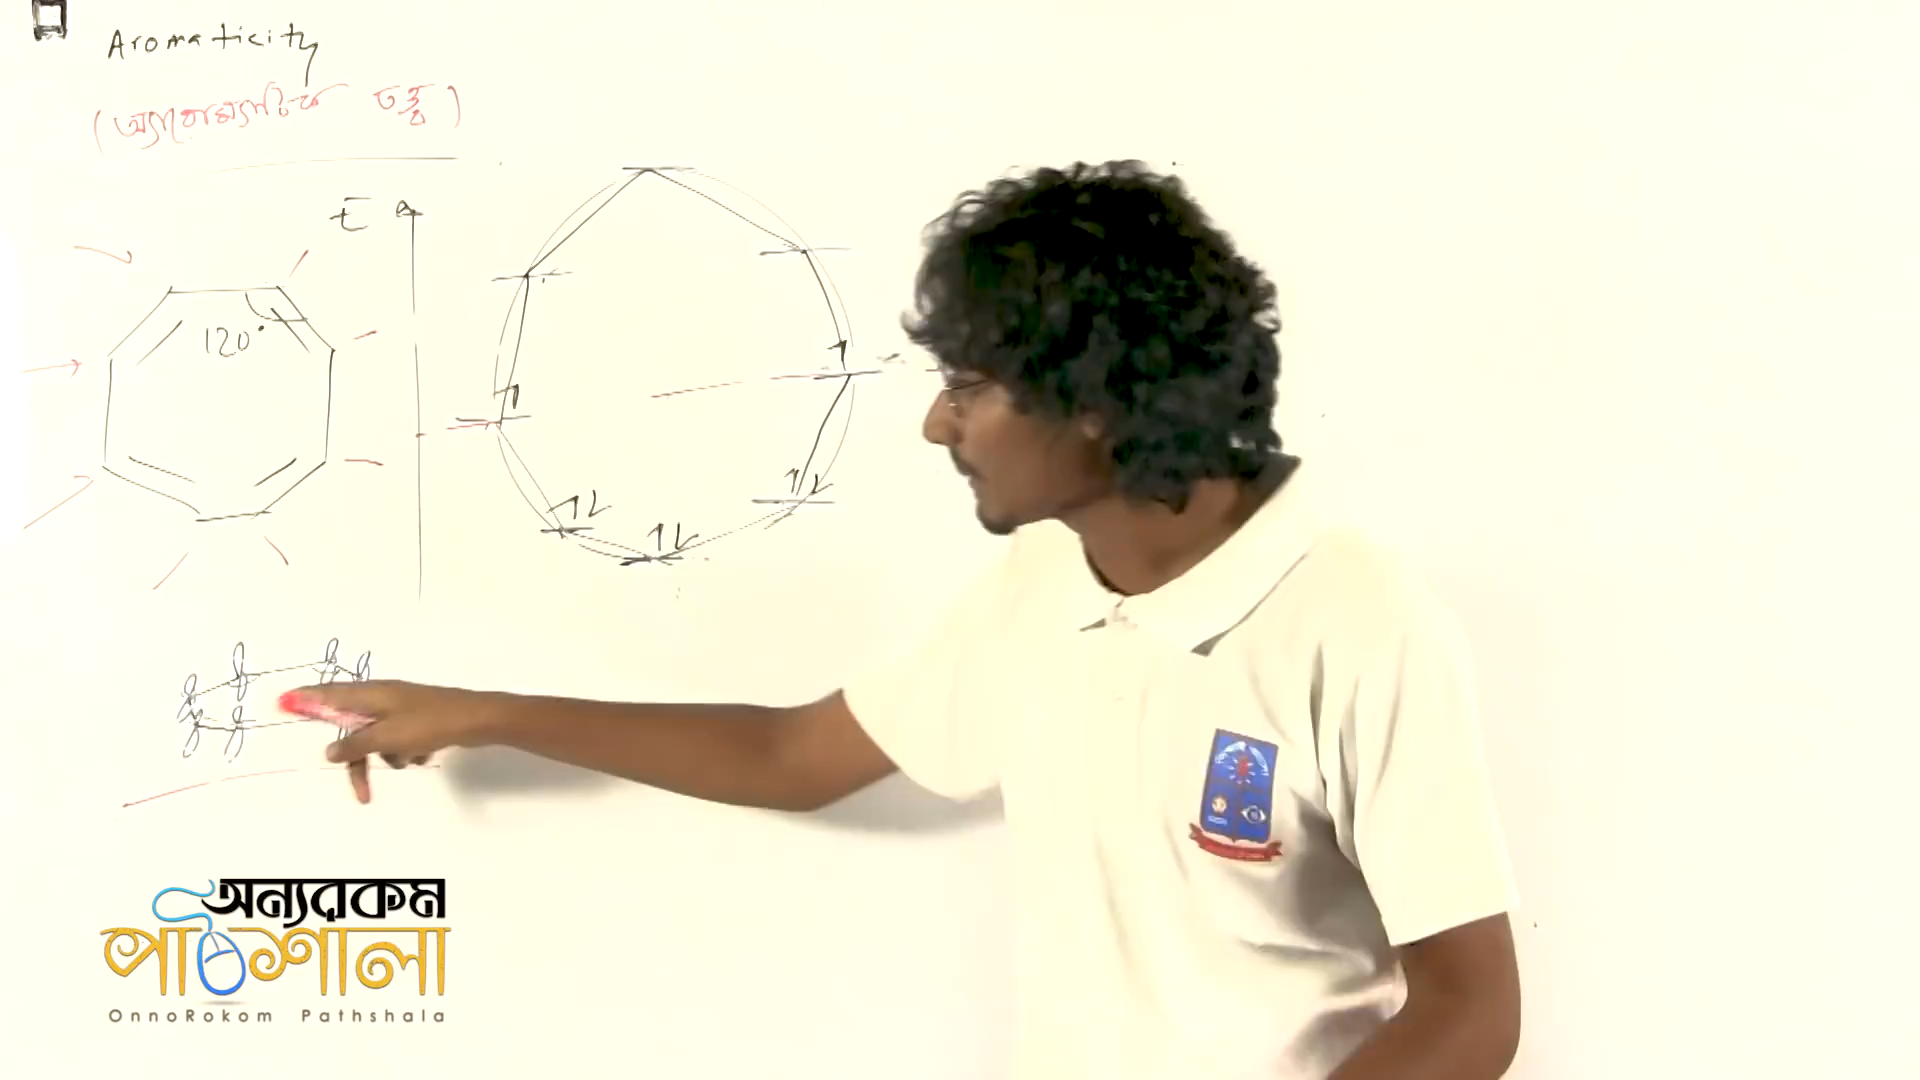 Aromaticity
(অ্যারোম্যাটিক তত্ত্ব)
E
120°
অন্যরকম
পাঠশালা
OnnoRokom Pathshala